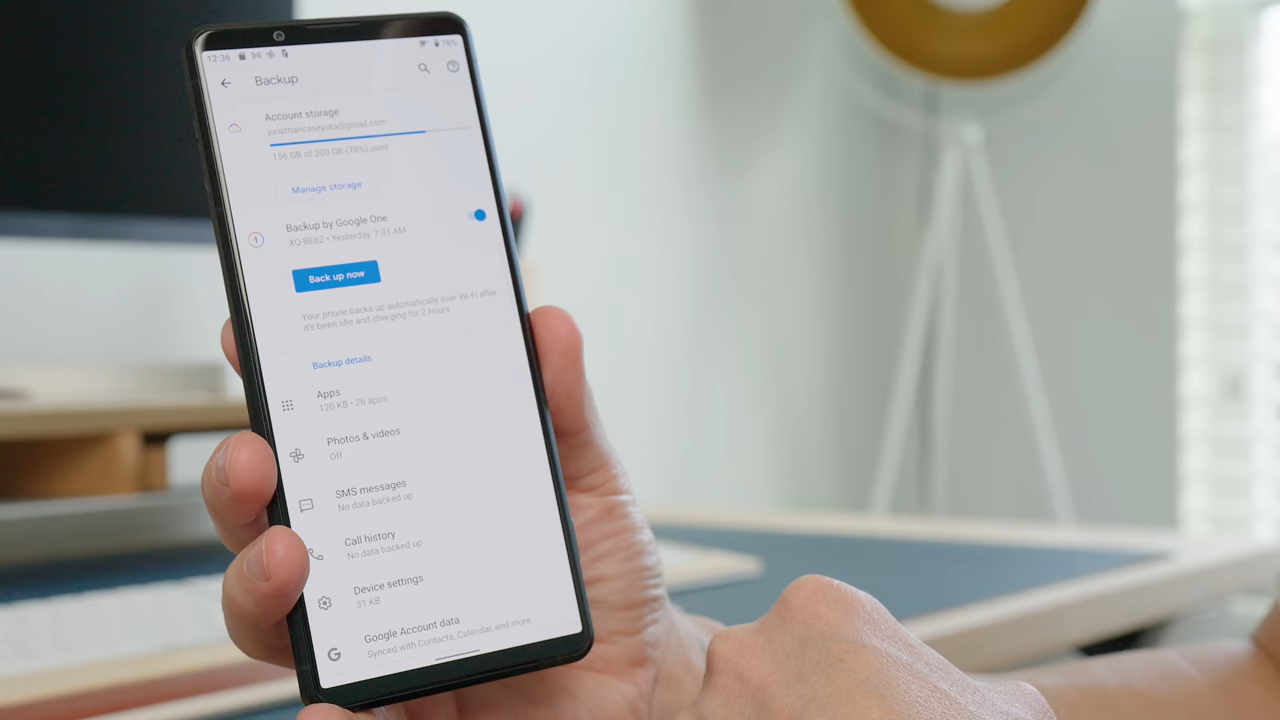 12:36
76%
Backup
Account storage
jonathancaseyota@gmail.com
156 GB of 200 GB (78%) used
Manage storage
Backup by Google One
XQ-BE62 • Yesterday, 7:31 AM
Back up now
Your phone backs up automatically over Wi-Fi after
it's been idle and charging for 2 hours
Backup details
Apps
120 KB • 26 apps
Photos & videos
Off
SMS messages
No data backed up
Call history
No data backed up
Device settings
31 KB
Google Account data
Synced with Contacts, Calendar, and more